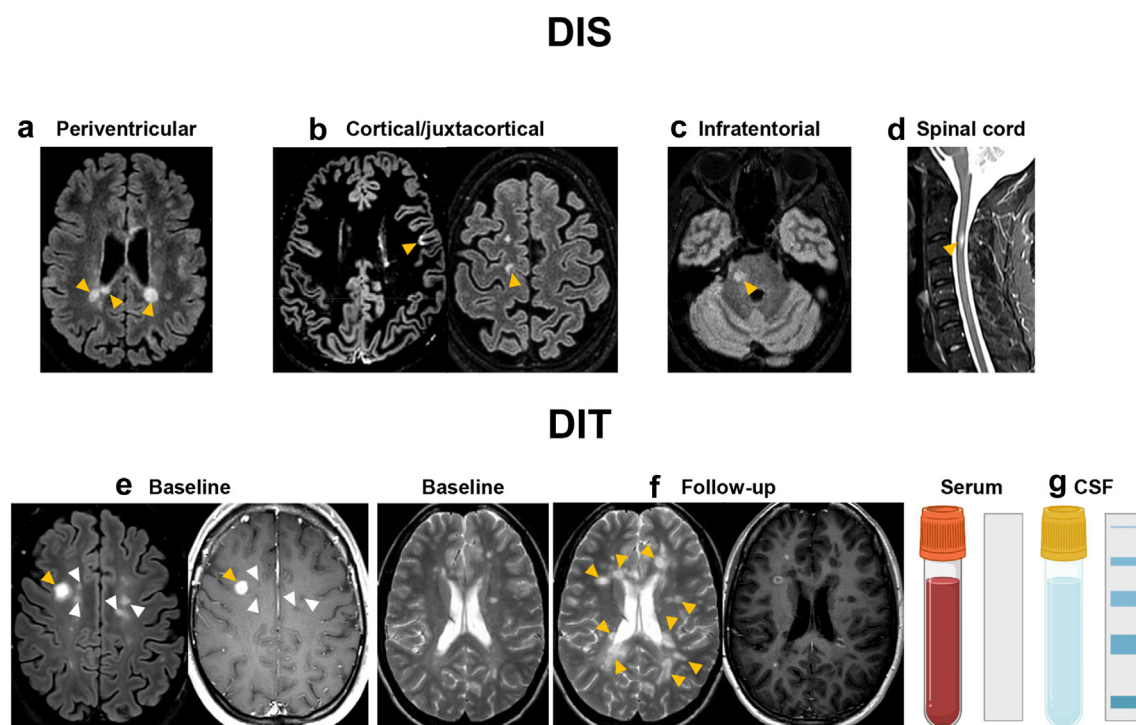 DIS
a Periventricular
b Cortical/juxtacortical
c Infratentorial
d Spinal cord
DIT
e Baseline
Baseline
f Follow-up
Serum
g CSF